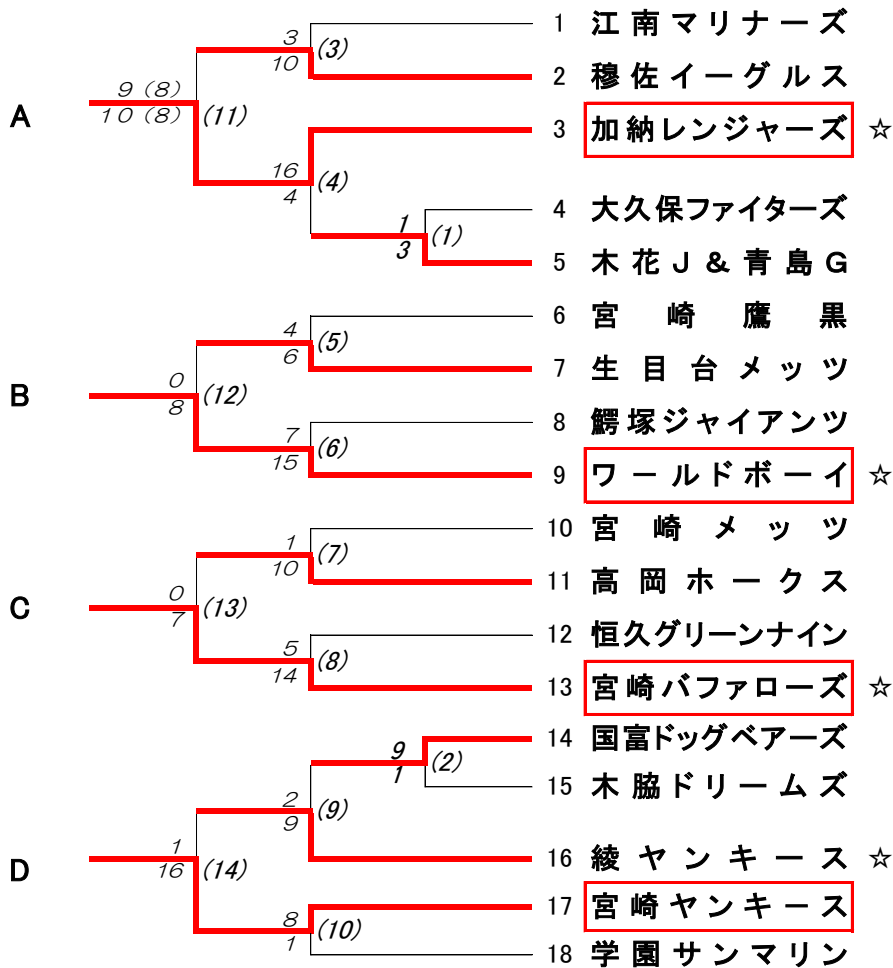 1 江南マリナーズ
3
10
(3)
2 穆佐イーグルス
A
9 (8)
10 (8)
(11)
3 加納レンジャーズ ☆
16
4
(4)
4 大久保ファイターズ
1
3
(1)
5 木花J&青島G
6 宮崎鷹黒
4
6
(5)
7 生目台メッツ
B
0
8
(12)
8 鰐塚ジャイアンツ
7
15
(6)
9 ワールドボーイ ☆
10 宮崎メッツ
1
10
(7)
11 高岡ホークス
C
0
7
(13)
12 恒久グリーンナイン
5
14
(8)
13 宮崎バファローズ ☆
14 国富ドッグベアーズ
9
1
(2)
15 木脇ドリームズ
2
9
(9)
16 綾ヤンキース ☆
D
1
16
(14)
17 宮崎ヤンキース
8
1
(10)
18 学園サンマリン